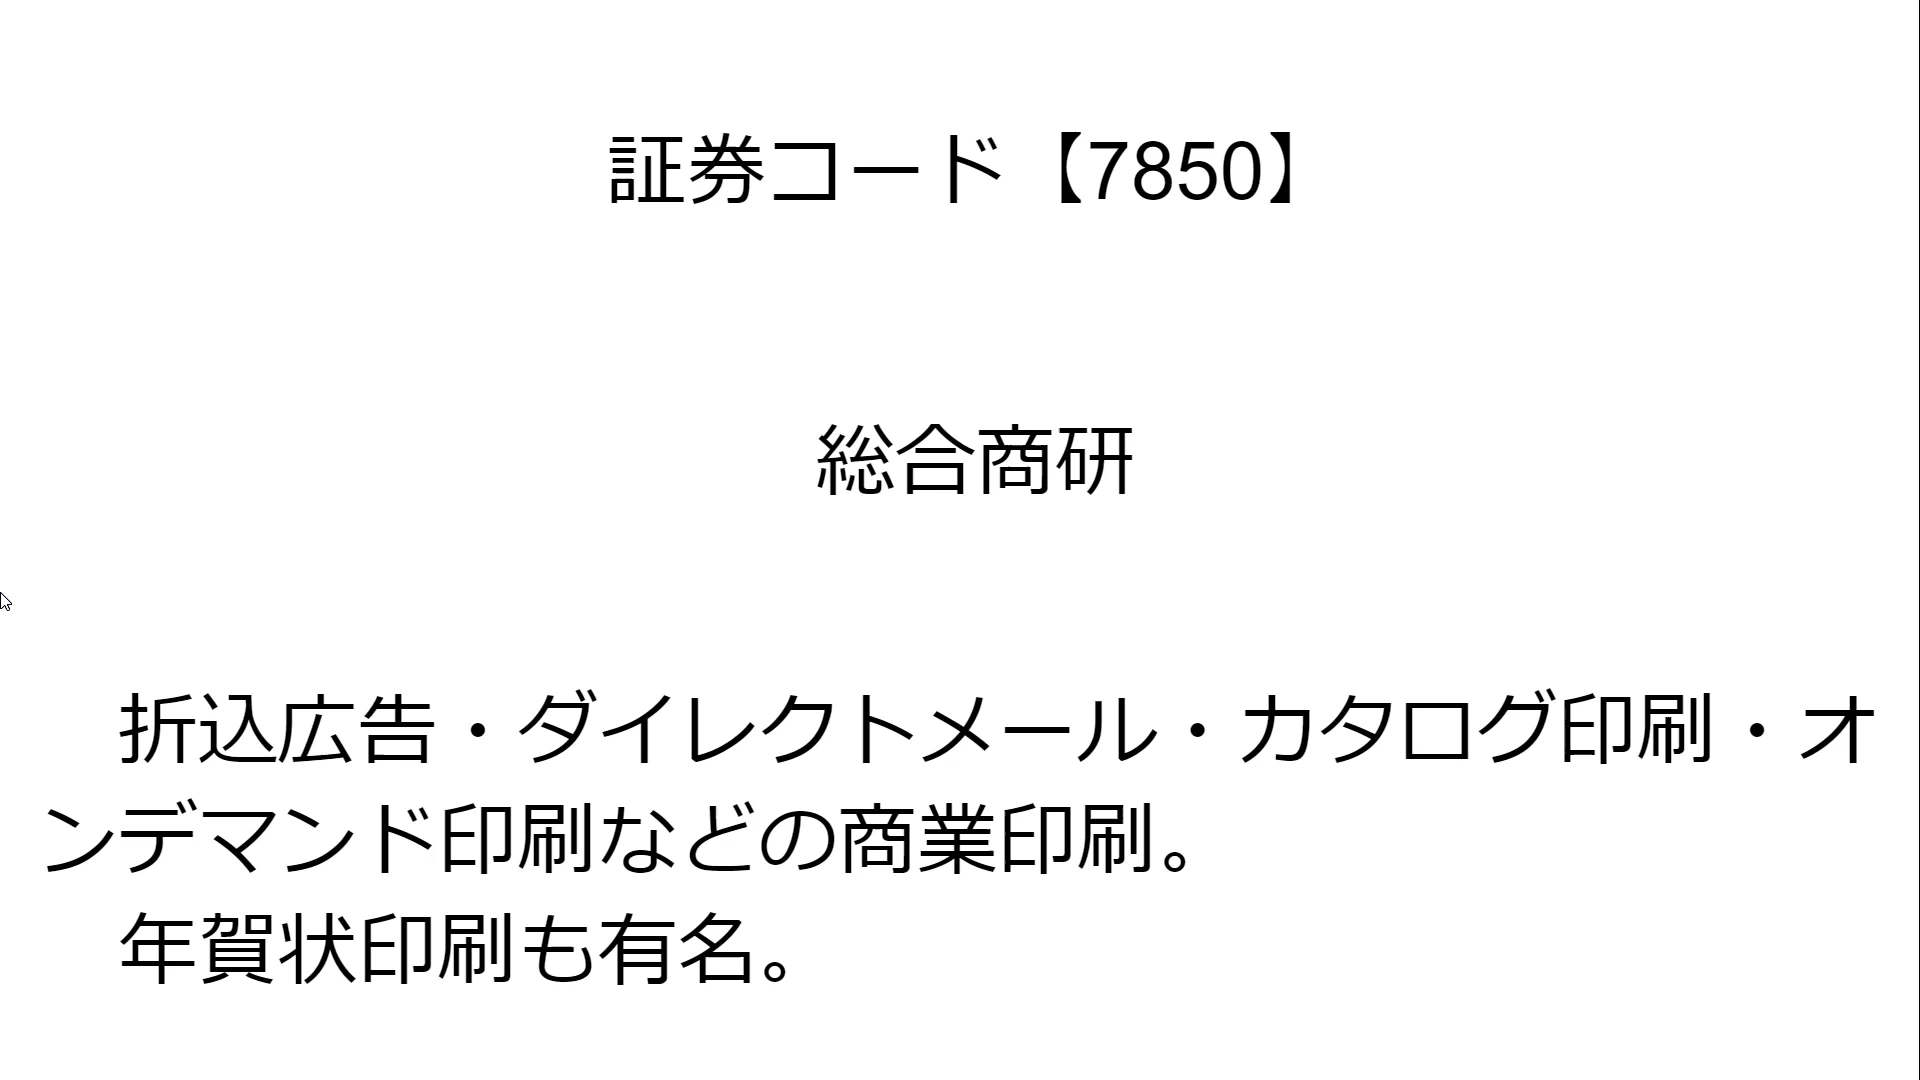 証券コード【7850】
総合商研
折込広告・ダイレクトメール・カタログ印刷・オ
ンデマンド印刷などの商業印刷。
年賀状印刷も有名。